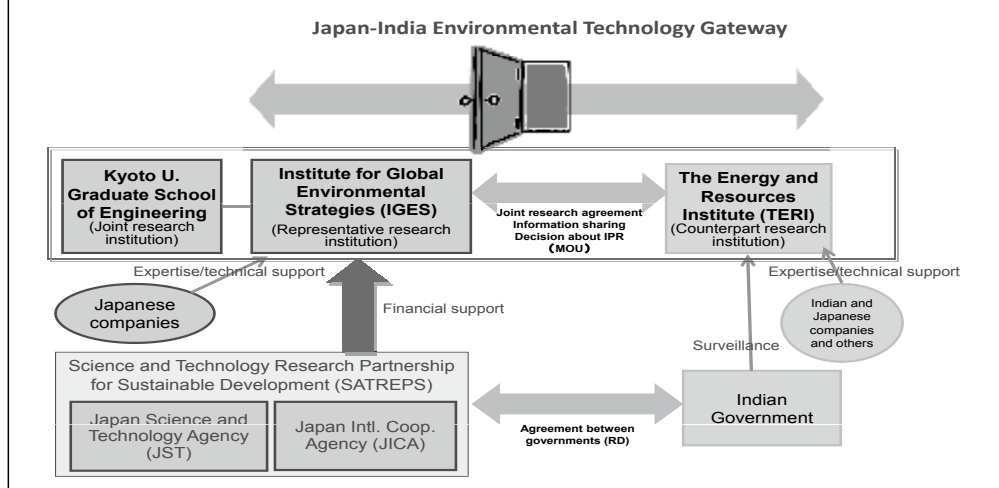 Japan-India Environmental Technology Gateway
Kyoto U.
Graduate School
of Engineering
(Joint research
institution)
Institute for Global
Environmental
Strategies (IGES)
(Representative research
institution)
Joint research agreement
Information sharing
Decision about IPR
(MOU)
The Energy and
Resources
Institute (TERI)
(Counterpart research
institution)
Expertise/technical support
Expertise/technical support
Japanese
companies
Financial support
Indian and
Japanese
companies
and others
Surveillance
Science and Technology Research Partnership
for Sustainable Development (SATREPS)
Japan Science and
Technology Agency
(JST)
Japan Intl. Coop.
Agency (JICA)
Agreement between
governments (RD)
Indian
Government